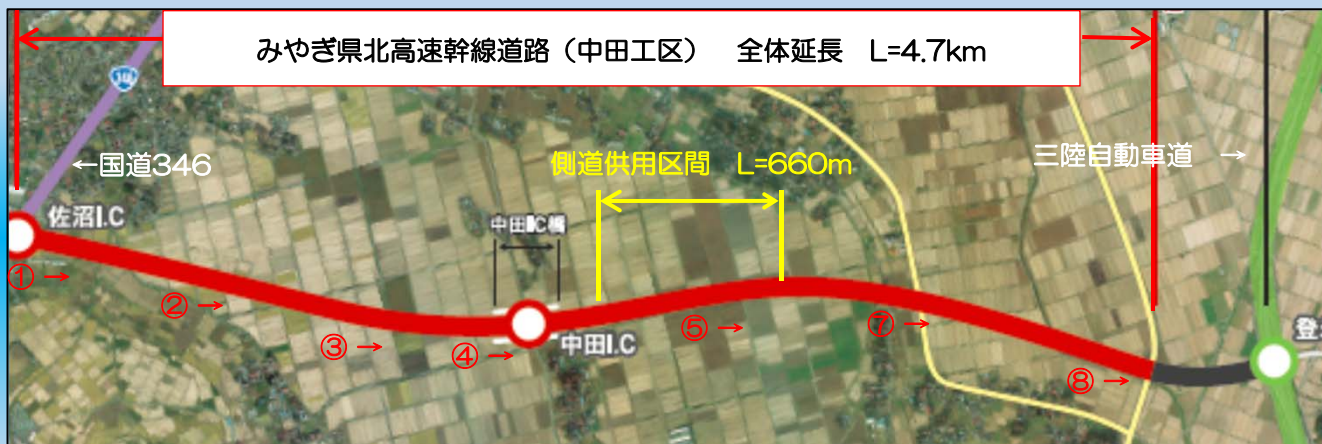 みやぎ県北高速幹線道路（中田工区）　全体延長　L=4.7km
←国道346
側道供用区間　L=660m
三陸自動車道　→
佐沼I.C
中田I.C橋
① →
② →
③ →
④ →
中田I.C
⑤ →
⑦ →
⑧ →
登